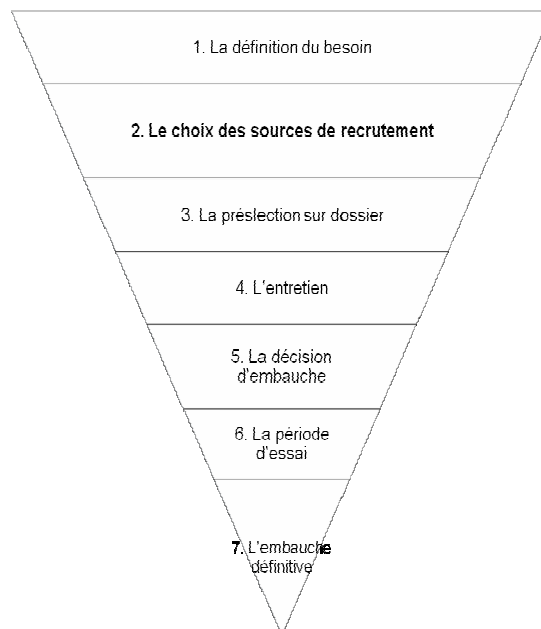 1. La définition du besoin
2. Le choix des sources de recrutement
3. La préslection sur dossier
4. L'entretien
5. La décision
d'embauche
6. La période
d'essai
7. L'embauche
définitive